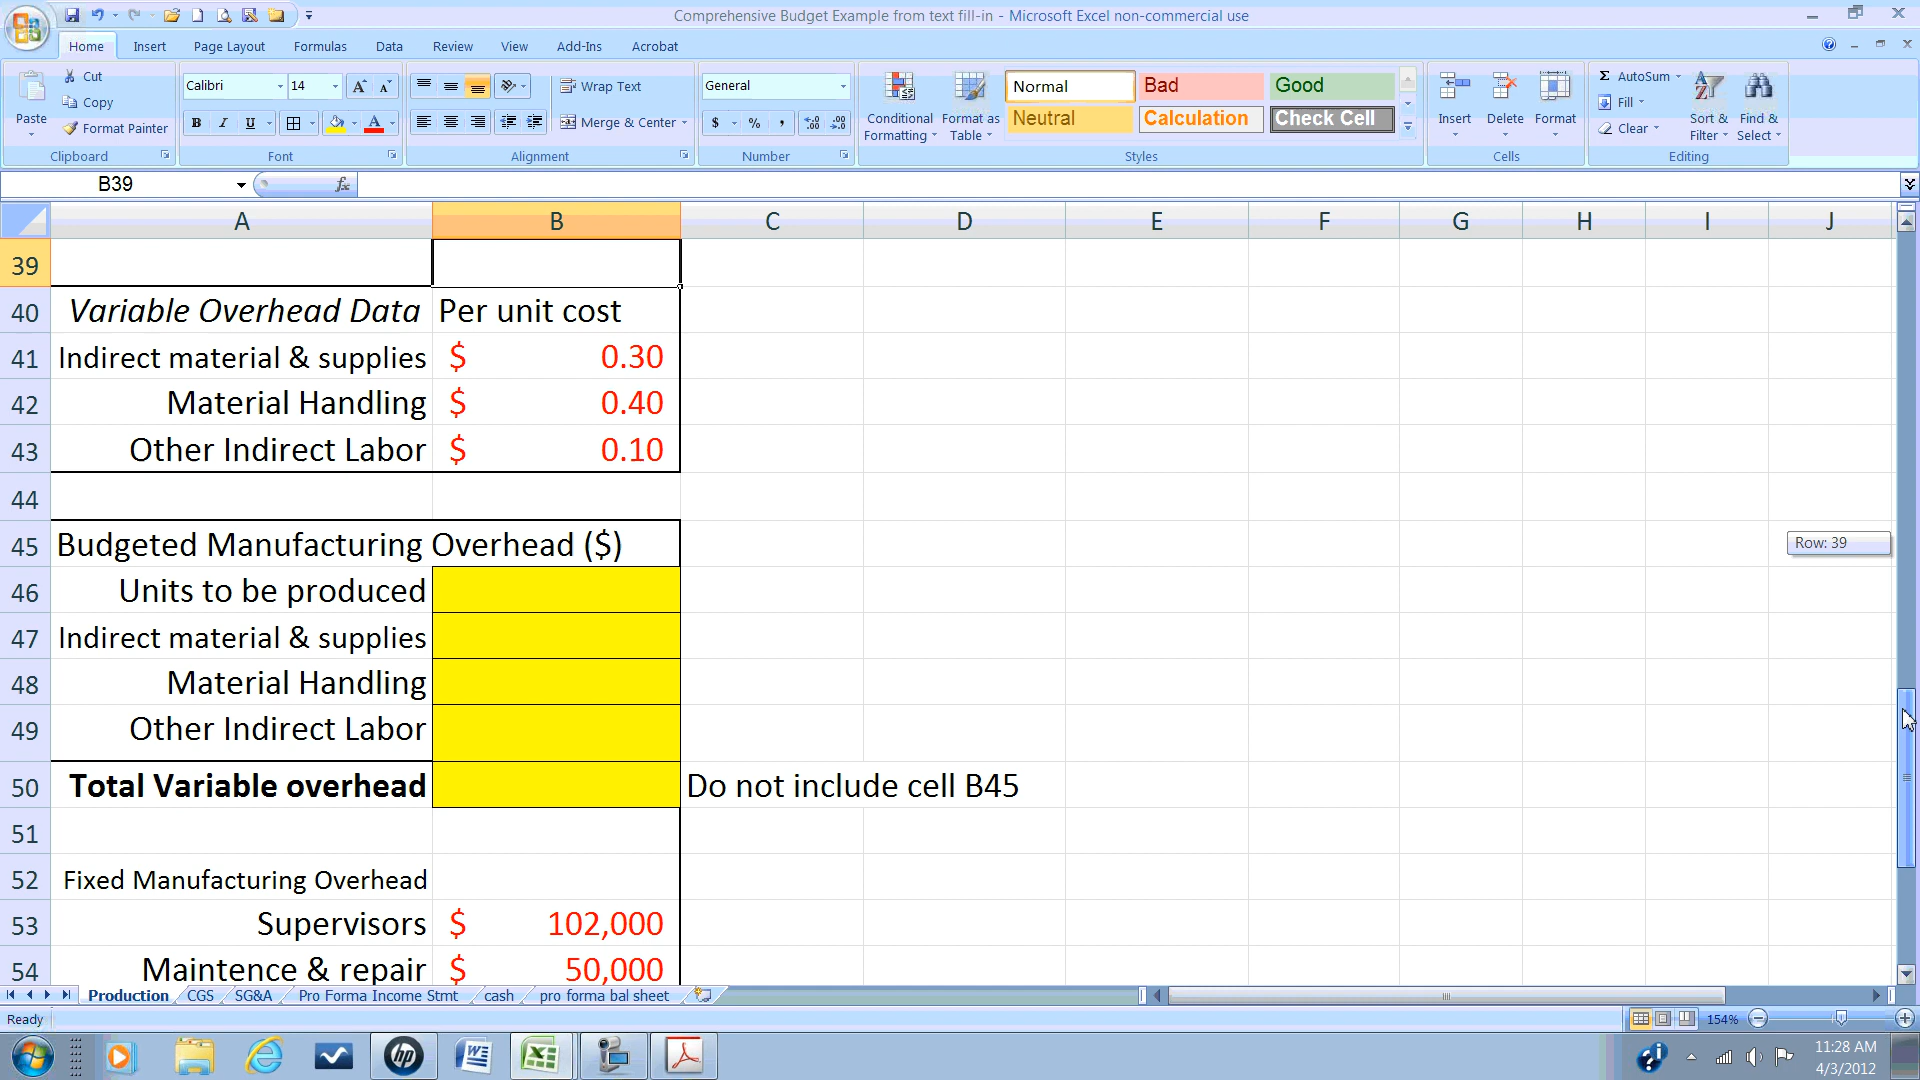 Comprehensive Budget Example from text fill-in - Microsoft Excel non-commercial use
Home Insert Page Layout Formulas Data Review View Add-Ins Acrobat
Paste
Cut
Copy
Format Painter
Clipboard
Calibri 14
B I U
Font
Wrap Text
Merge & Center
Alignment
General
$ % ,
Number
Conditional Formatting
Format as Table
Normal Bad Good
Neutral Calculation Check Cell
Styles
Insert Delete Format
Cells
Σ AutoSum
Fill
Clear
Sort & Filter
Find & Select
Editing
B39 fx
A B C D E F G H I J
39
40 Variable Overhead Data Per unit cost
41 Indirect material & supplies $ 0.30
42 Material Handling $ 0.40
43 Other Indirect Labor $ 0.10
44
45 Budgeted Manufacturing Overhead ($)
Row: 39
46 Units to be produced
47 Indirect material & supplies
48 Material Handling
49 Other Indirect Labor
50 Total Variable overhead Do not include cell B45
51
52 Fixed Manufacturing Overhead
53 Supervisors $ 102,000
54 Maintence & repair $ 50,000
Production CGS SG&A Pro Forma Income Stmt cash pro forma bal sheet
Ready 154%
11:28 AM
4/3/2012